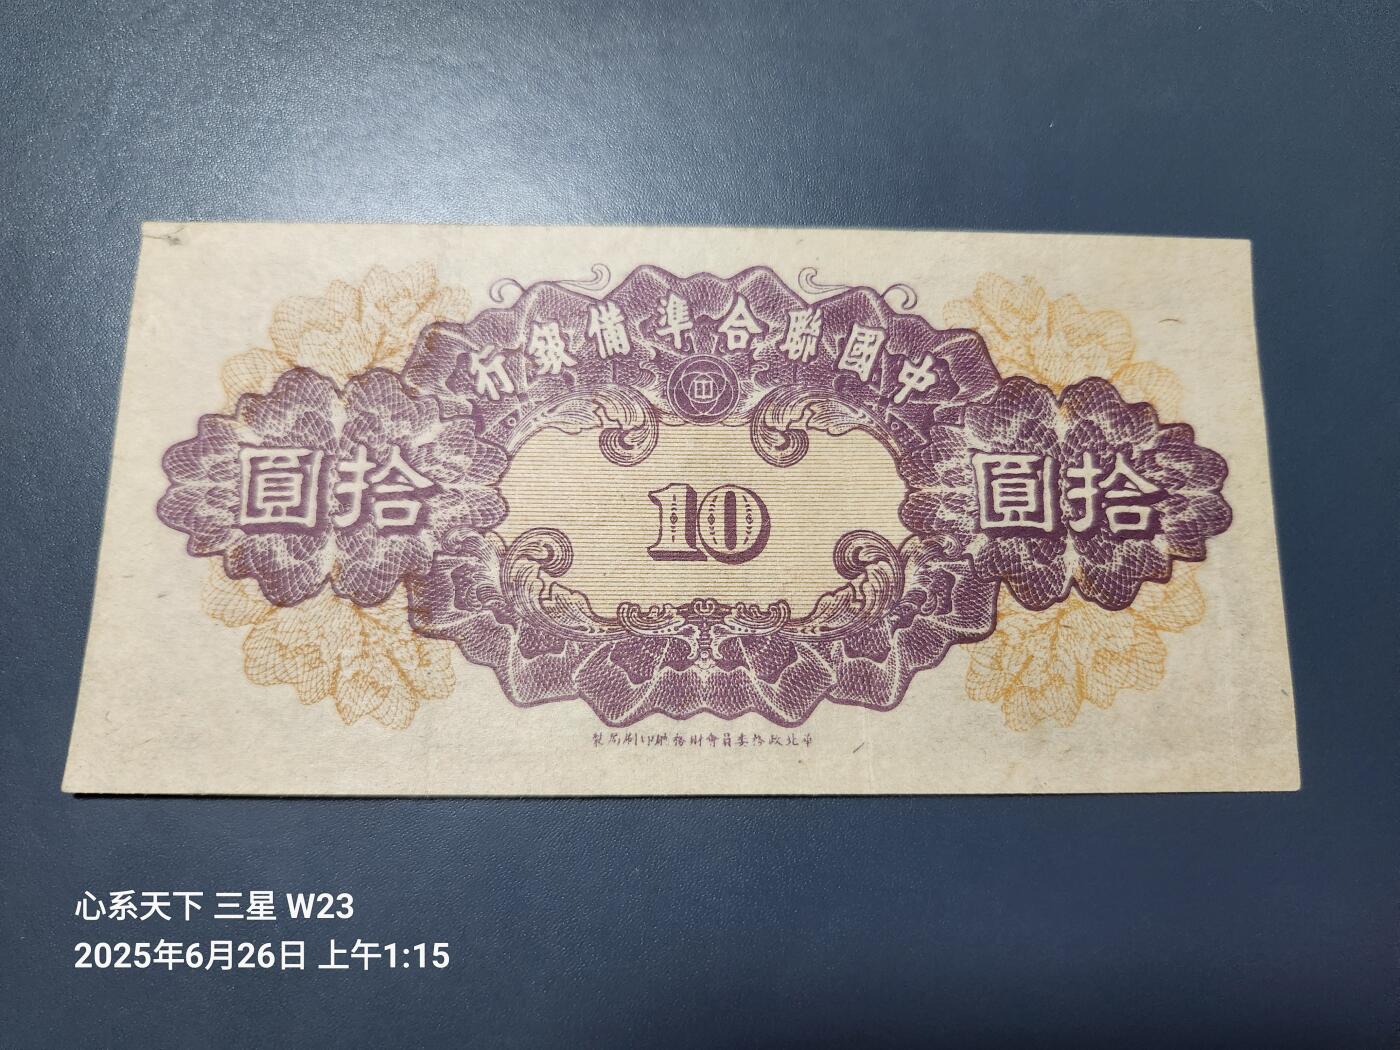 中國聯合準備銀行
拾圓
拾圓
10
華北政務委員會財務廳印刷局製
心系天下 三星 W23
2025年6月26日 上午1:15